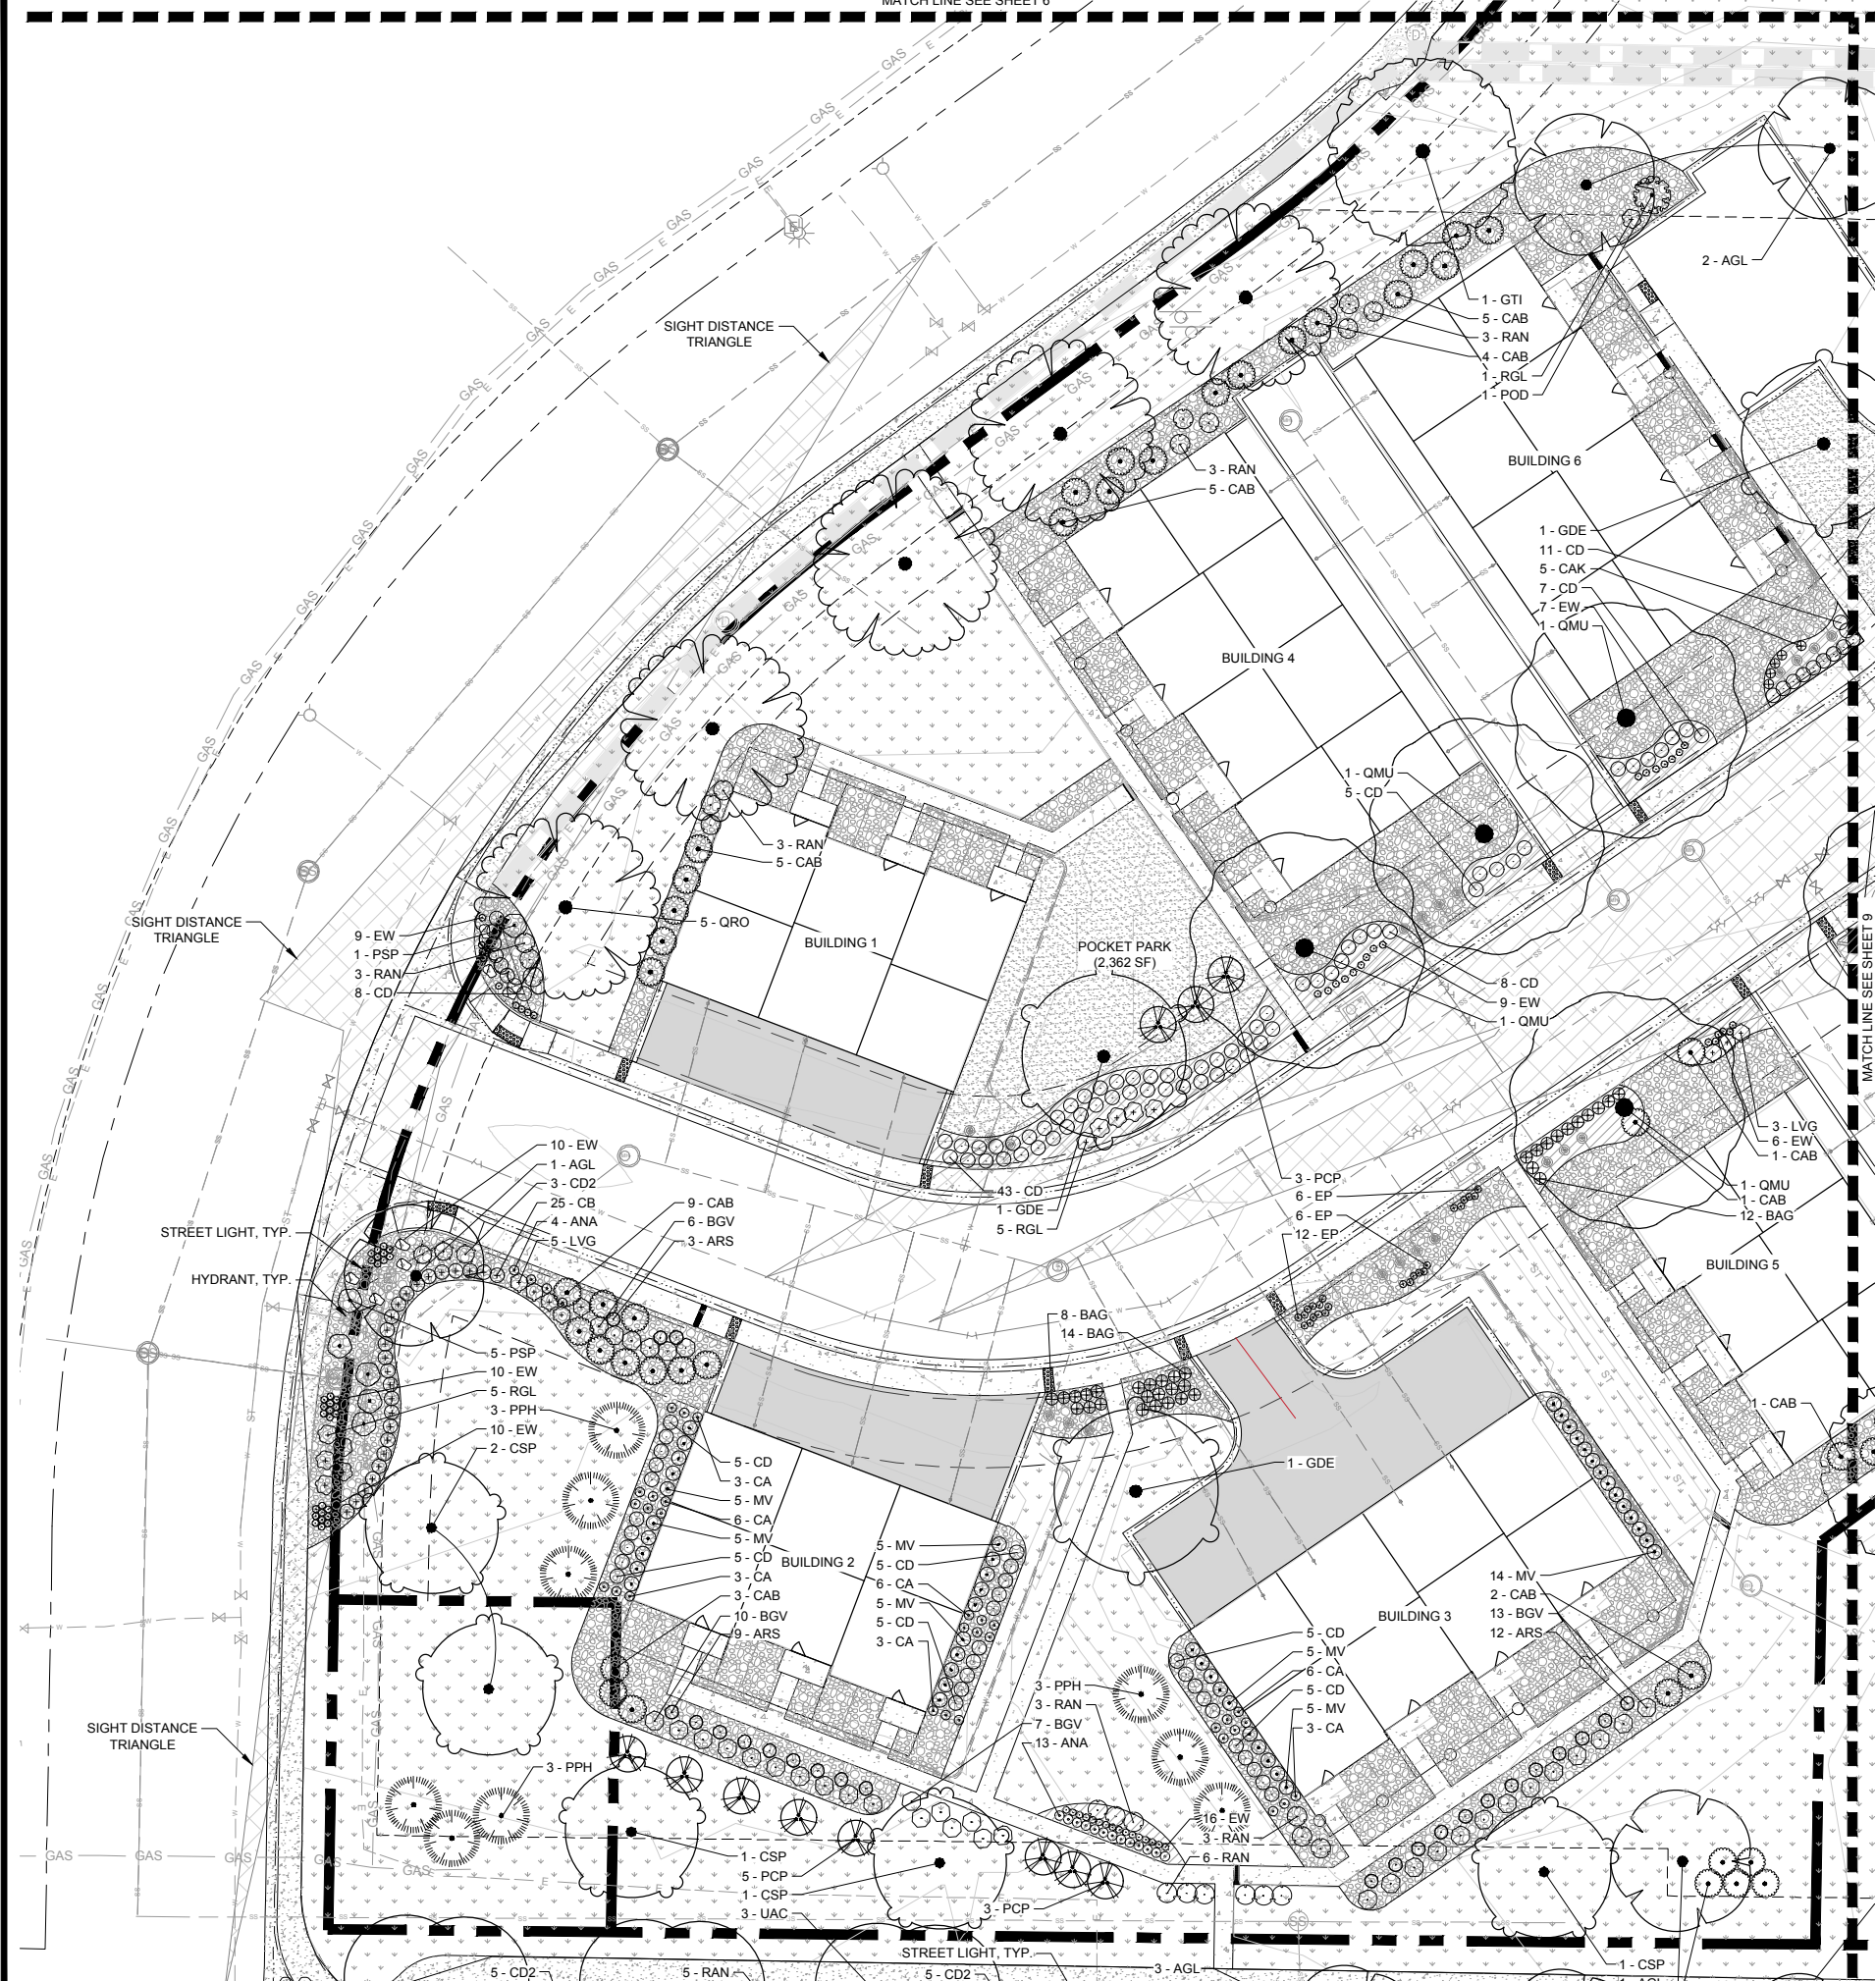 MATCH LINE SEE SHEET 6
SIGHT DISTANCE
TRIANGLE
2 - AGL
1 - GTI
5 - CAB
3 - RAN
4 - CAB
1 - RGL
1 - POD
3 - RAN
5 - CAB
BUILDING 6
1 - GDE
11 - CD
5 - CAK
7 - CD
7 - EW
1 - QMU
BUILDING 4
1 - QMU
5 - CD
3 - RAN
5 - CAB
5 - QRO
BUILDING 1
SIGHT DISTANCE
TRIANGLE
9 - EW
1 - PSP
3 - RAN
8 - CD
POCKET PARK
(2,362 SF)
8 - CD
9 - EW
1 - QMU
MATCH LINE SEE SHEET 9
3 - LVG
6 - EW
1 - CAB
1 - QMU
1 - CAB
12 - BAG
BUILDING 5
10 - EW
1 - AGL
3 - CD2
25 - CB
4 - ANA
5 - LVG
9 - CAB
6 - BGV
3 - ARS
43 - CD
1 - GDE
5 - RGL
3 - PCP
6 - EP
6 - EP
12 - EP
STREET LIGHT, TYP.
HYDRANT, TYP.
8 - BAG
14 - BAG
5 - PSP
10 - EW
5 - RGL
3 - PPH
10 - EW
2 - CSP
1 - CAB
1 - GDE
5 - CD
3 - CA
5 - MV
6 - CA
5 - MV
5 - CD
3 - CA
3 - CAB
10 - BGV
9 - ARS
BUILDING 2
5 - MV
5 - CD
6 - CA
5 - MV
5 - CD
3 - CA
14 - MV
2 - CAB
13 - BGV
12 - ARS
BUILDING 3
5 - CD
5 - MV
6 - CA
5 - CD
5 - MV
3 - CA
3 - PPH
3 - RAN
7 - BGV
13 - ANA
SIGHT DISTANCE
TRIANGLE
3 - PPH
16 - EW
3 - RAN
6 - RAN
1 - CSP
5 - PCP
1 - CSP
3 - UAC
3 - PCP
STREET LIGHT, TYP.
5 - CD2
5 - RAN
5 - CD2
3 - AGL
1 - CSP
GAS
GAS
GAS
GAS
GAS